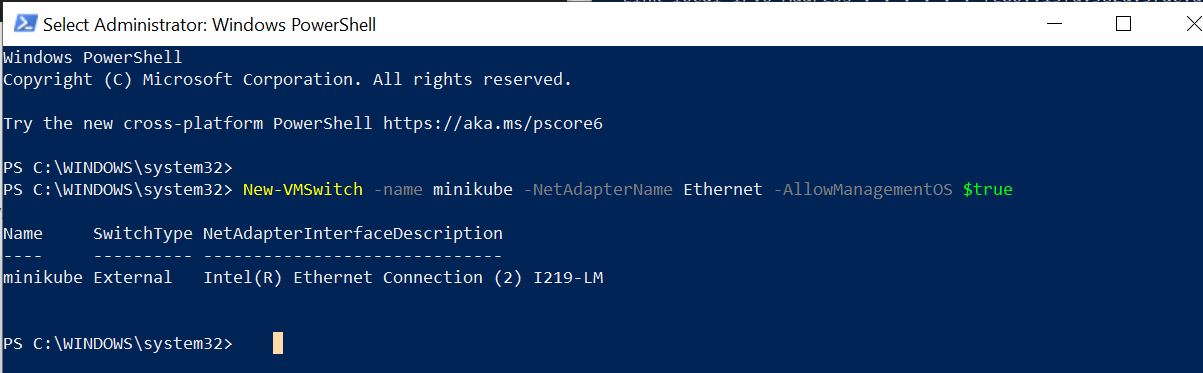 Select Administrator: Windows PowerShell
Windows PowerShell
Copyright (C) Microsoft Corporation. All rights reserved.
Try the new cross-platform PowerShell https://aka.ms/pscore6
PS C:\WINDOWS\system32>
PS C:\WINDOWS\system32> New-VMSwitch -name minikube -NetAdapterName Ethernet -AllowManagementOS $true
Name     SwitchType NetAdapterInterfaceDescription
----     ---------- ------------------------------
minikube External   Intel(R) Ethernet Connection (2) I219-LM
PS C:\WINDOWS\system32>